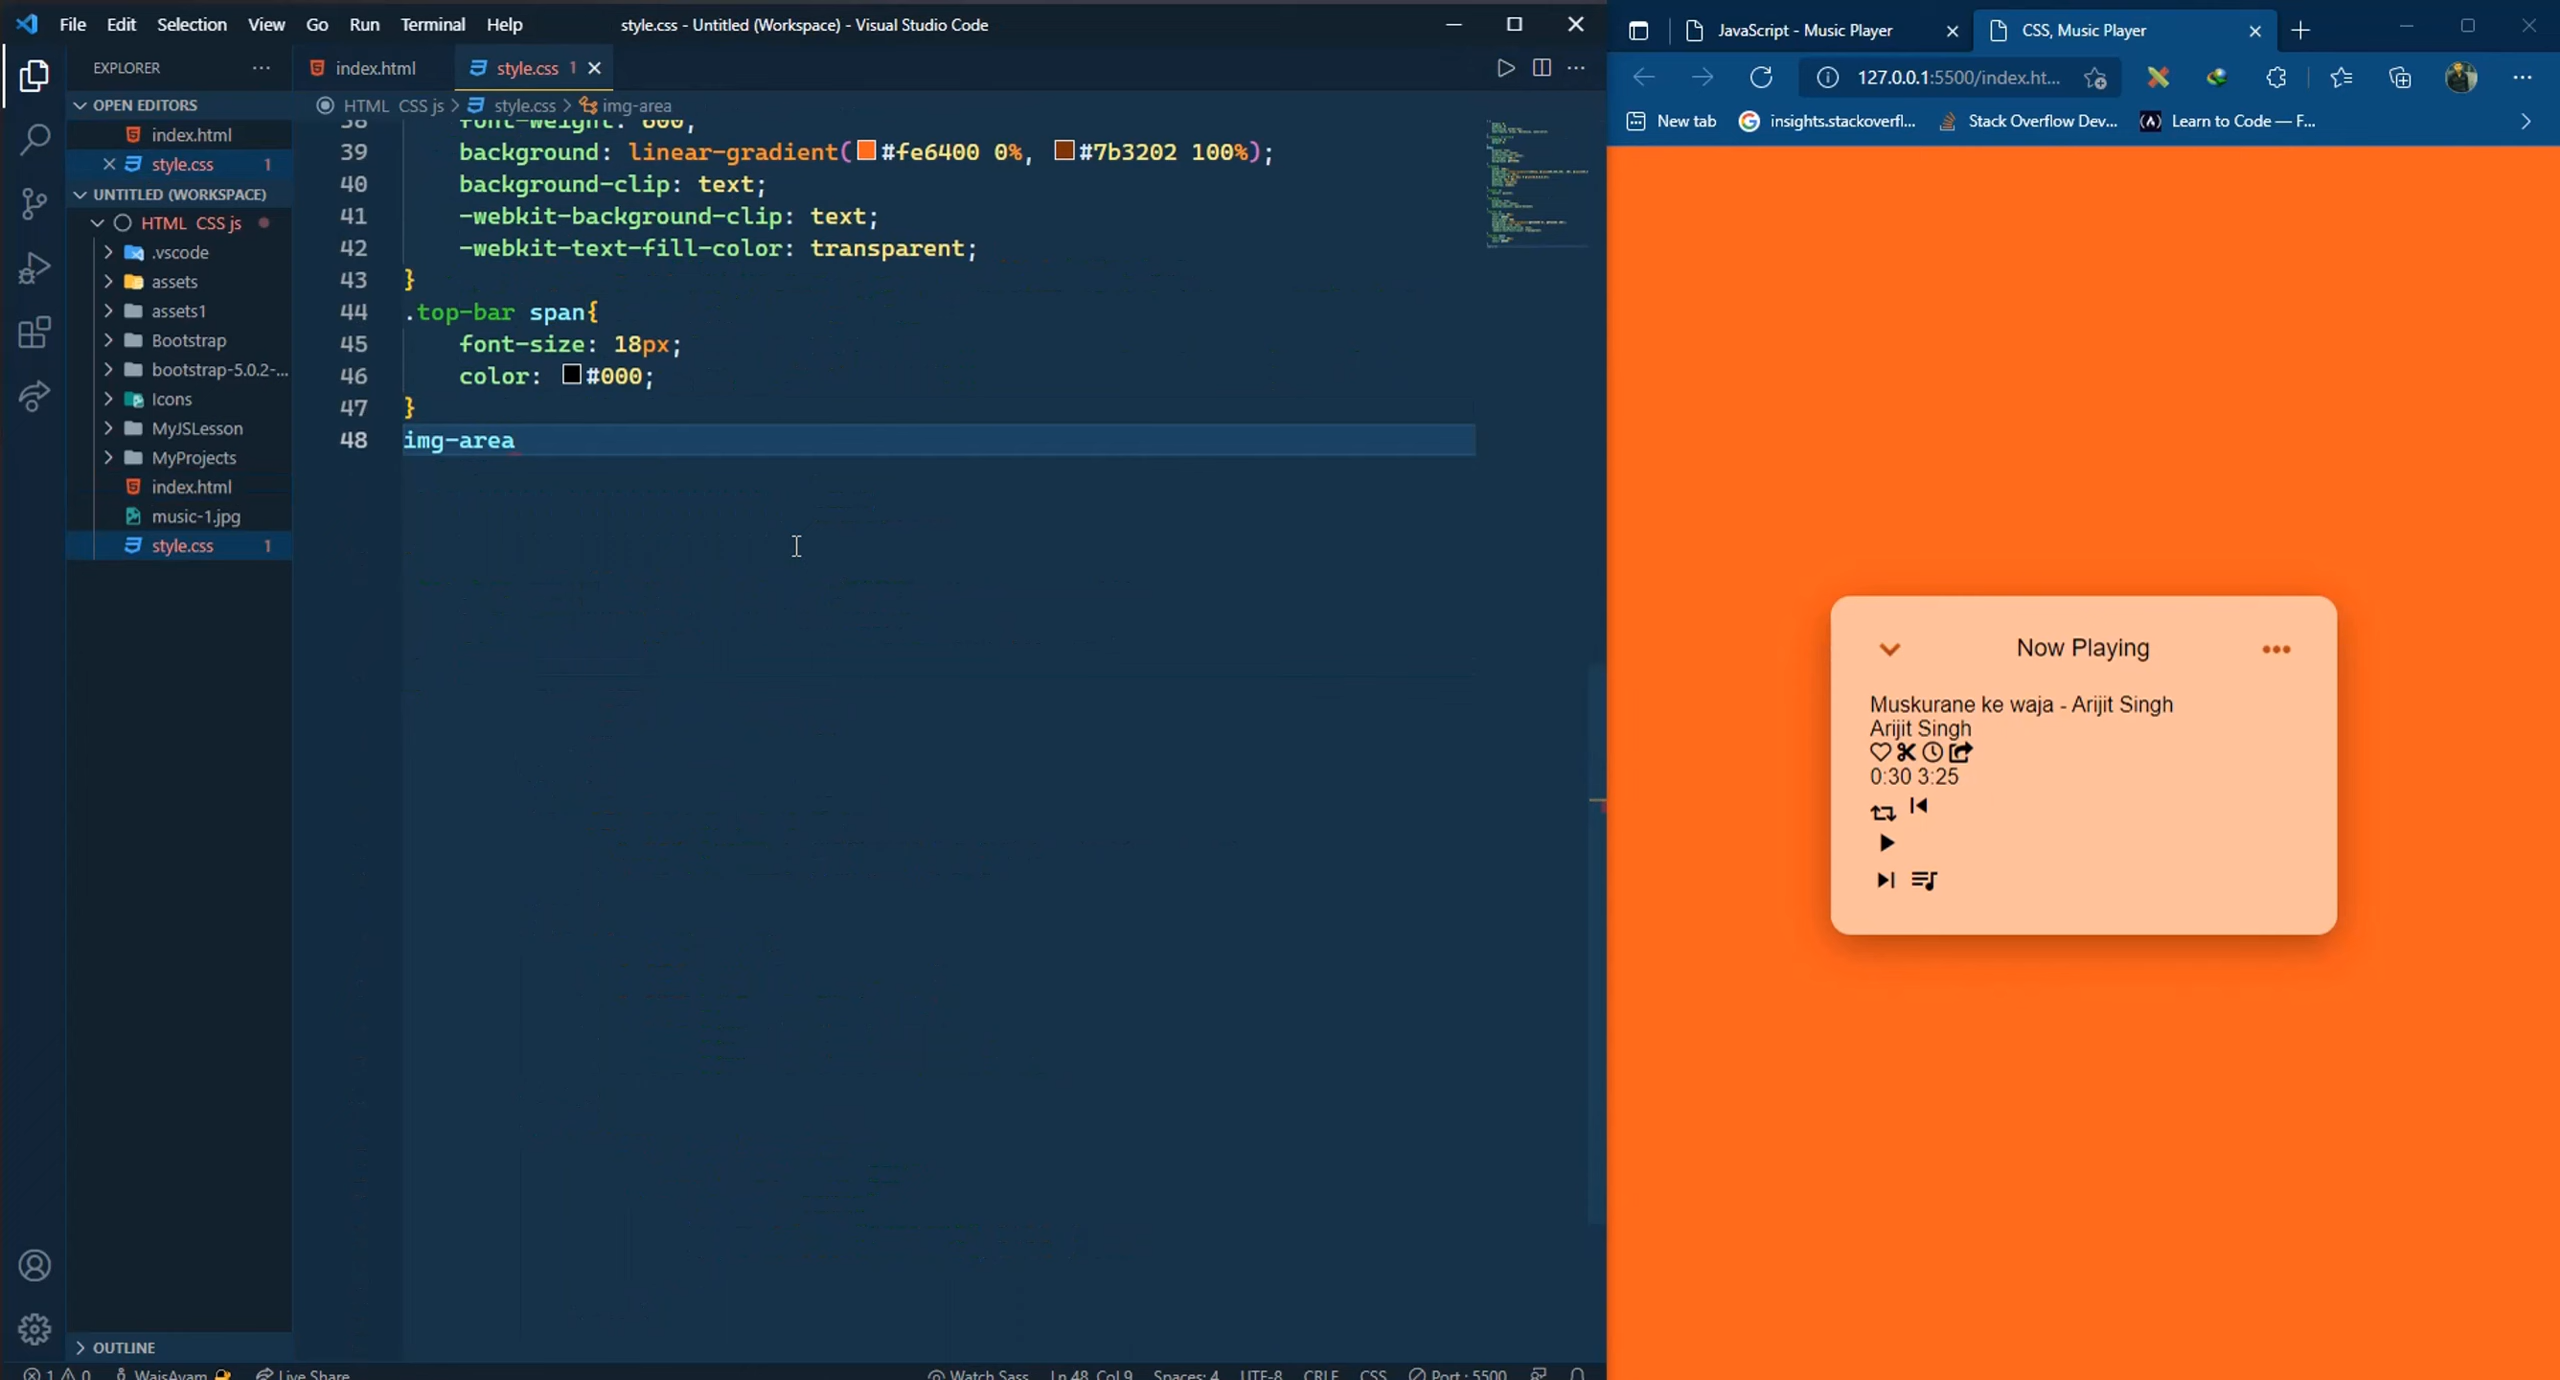 File Edit Selection View Go Run Terminal Help style.css - Untitled (Workspace) - Visual Studio Code
EXPLORER
OPEN EDITORS
index.html
style.css 1
UNTITLED (WORKSPACE)
HTML CSS js
.vscode
assets
assets1
Bootstrap
bootstrap-5.0.2-...
Icons
MyJSLesson
MyProjects
index.html
music-1.jpg
style.css 1
OUTLINE
index.html style.css 1
HTML CSS js > style.css > img-area
38 font-weight: 600;
39 background: linear-gradient(#fe6400 0%, #7b3202 100%);
40 background-clip: text;
41 -webkit-background-clip: text;
42 -webkit-text-fill-color: transparent;
43 }
44 .top-bar span{
45 font-size: 18px;
46 color: #000;
47 }
48 img-area
1 0 WaisAyam Live Share Watch Sass Ln 48, Col 9 Spaces: 4 UTF-8 CRLF CSS Port : 5500
JavaScript - Music Player CSS, Music Player
127.0.0.1:5500/index.ht...
New tab insights.stackoverfl... Stack Overflow Dev... Learn to Code — F...
Now Playing
Muskurane ke waja - Arijit Singh
Arijit Singh
0:30 3:25